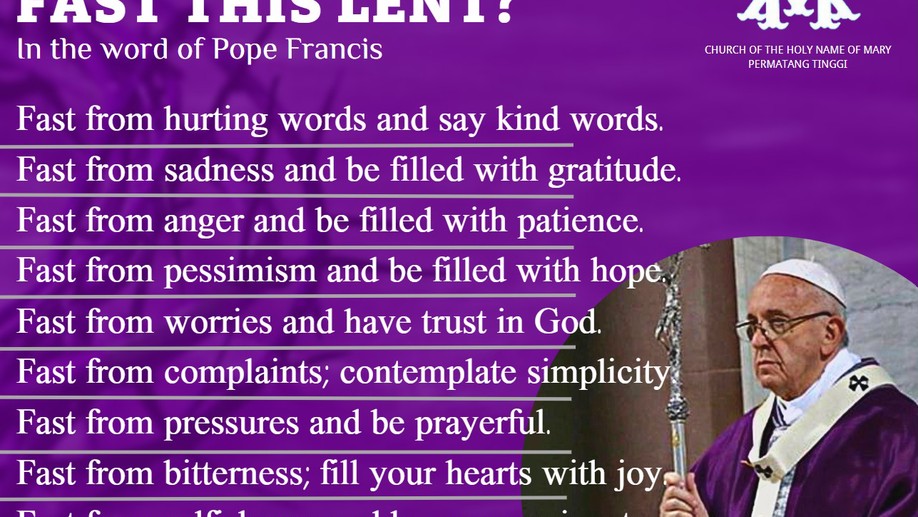 FAST THIS LENT?
In the word of Pope Francis
CHURCH OF THE HOLY NAME OF MARY
PERMATANG TINGGI
Fast from hurting words and say kind words.
Fast from sadness and be filled with gratitude.
Fast from anger and be filled with patience.
Fast from pessimism and be filled with hope.
Fast from worries and have trust in God.
Fast from complaints; contemplate simplicity
Fast from pressures and be prayerful.
Fast from bitterness; fill your hearts with joy.
Fast from